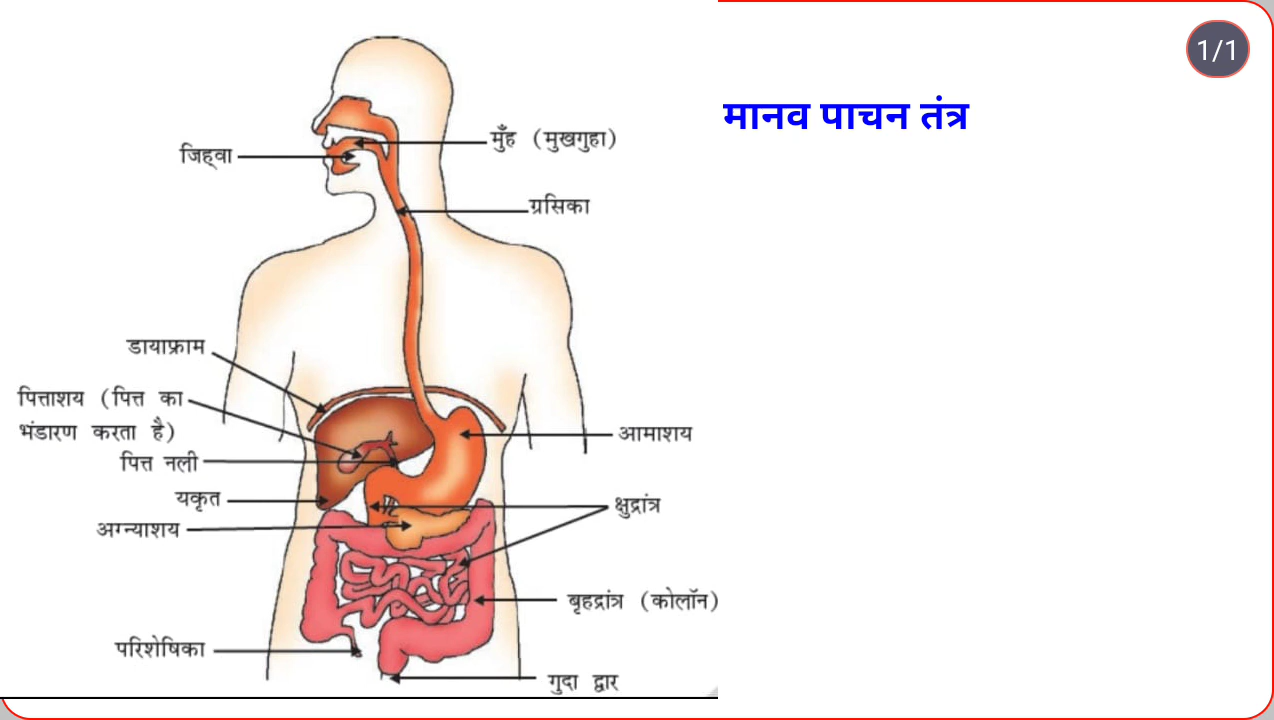 1/1
मानव पाचन तंत्र
मुँह (मुखगुहा)
जिह्वा
ग्रसिका
डायाफ्राम
पित्ताशय (पित्त का
भंडारण करता है)
आमाशय
पित्त नली
यकृत
क्षुद्रांत्र
अग्न्याशय
बृहद्रांत्र (कोलॉन)
परिशेषिका
गुदा द्वार